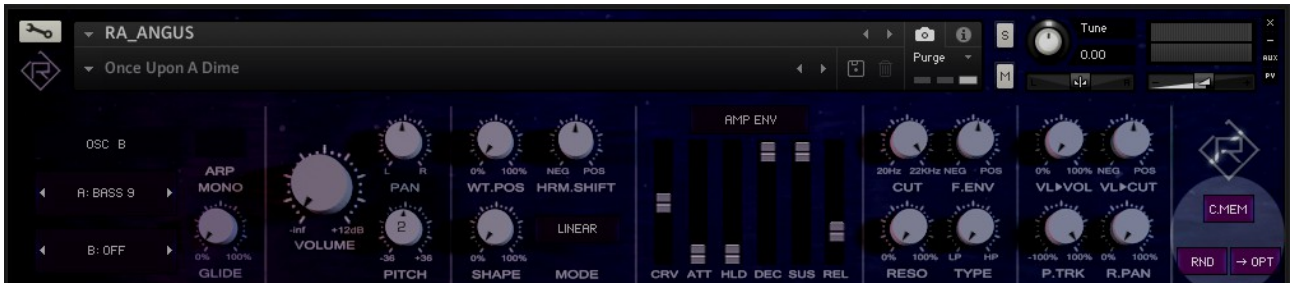 RA_ANGUS
Once Upon A Dime
Purge
S
M
Tune
0.00
L
R
AUX
PV
OSC B
A: BASS 9
B: OFF
ARP
MONO
0% 100%
GLIDE
-inf +12dB
VOLUME
L R
PAN
2
-36 +36
PITCH
0% 100%
WT.POS
NEG POS
HRM.SHIFT
0% 100%
SHAPE
LINEAR
MODE
AMP ENV
CRV ATT HLD DEC SUS REL
20Hz 22KHz
CUT
NEG POS
F.ENV
0% 100%
RESO
LP HP
TYPE
0% 100%
VL▶VOL
NEG POS
VL▶CUT
-100% 100%
P.TRK
0% 100%
R.PAN
R
C.MEM
RND
→ OPT